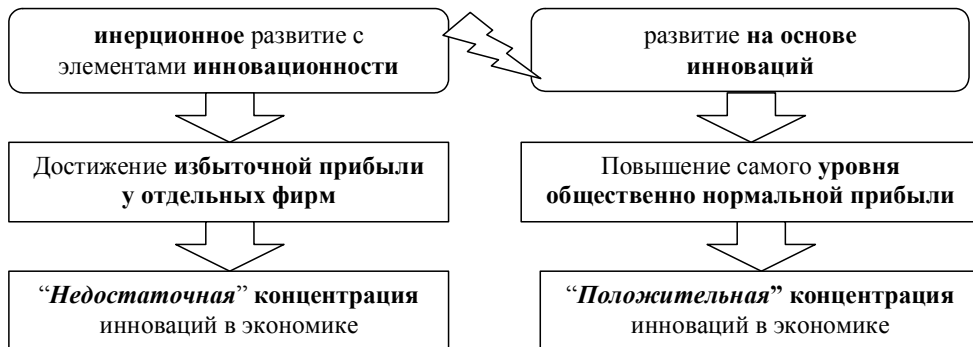 инерционное развитие с
элементами инновационности
развитие на основе
инноваций
Достижение избыточной прибыли
у отдельных фирм
Повышение самого уровня
общественно нормальной прибыли
“Недостаточная” концентрация
инноваций в экономике
“Положительная” концентрация
инноваций в экономике